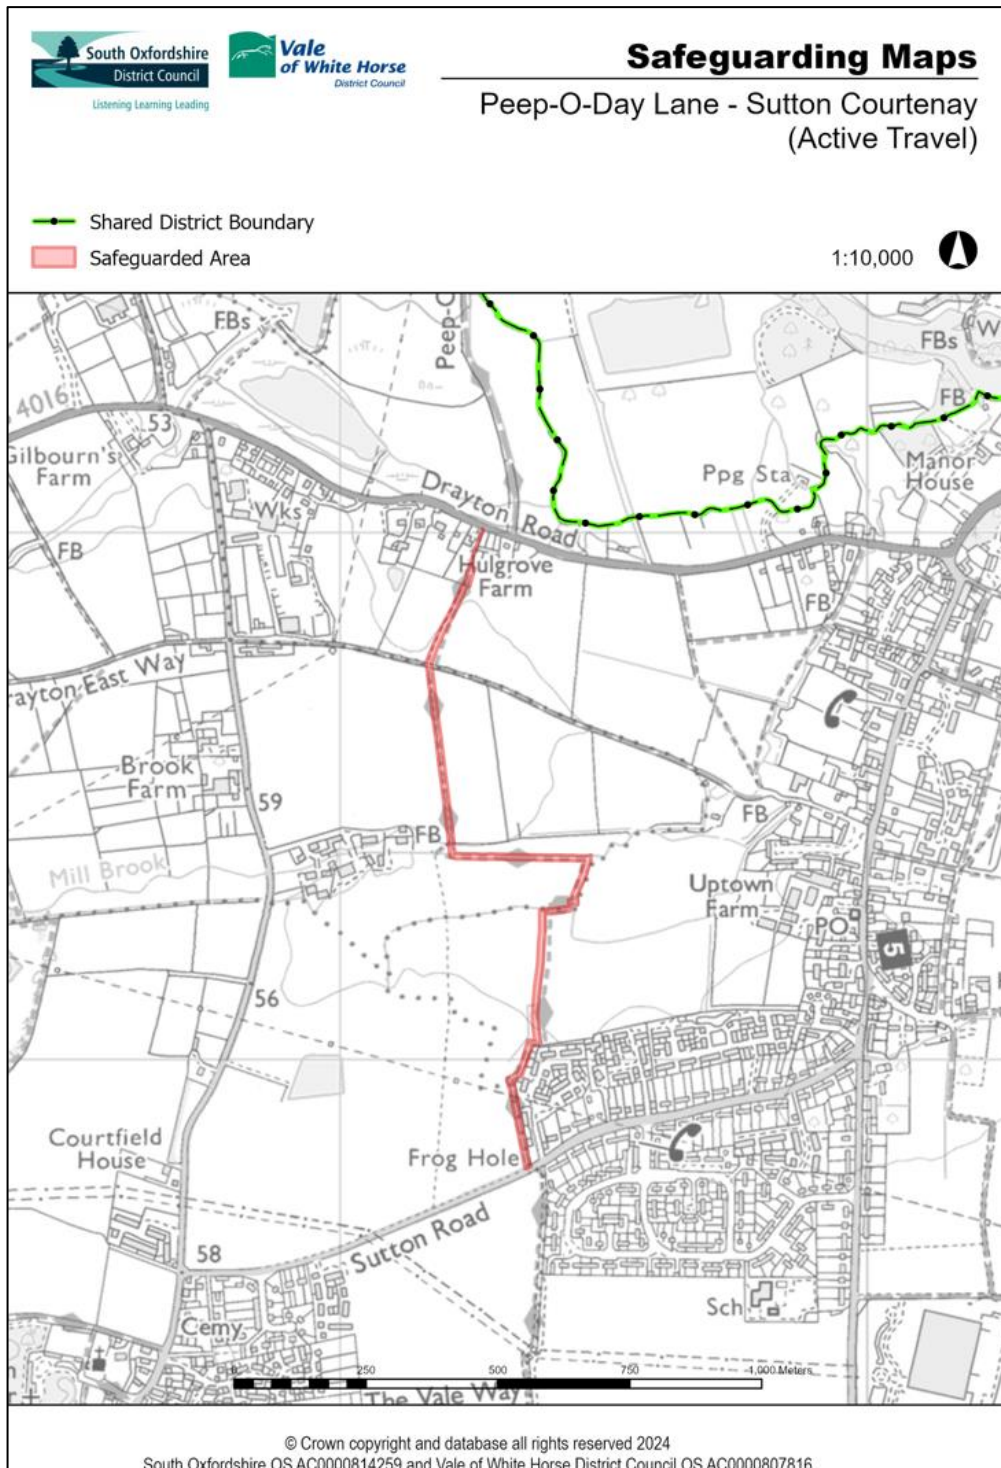 South Oxfordshire
District Council
Listening Learning Leading
Vale
of White Horse
District Council
Safeguarding Maps
Peep-O-Day Lane - Sutton Courtenay
(Active Travel)
Shared District Boundary
Safeguarded Area
1:10,000
FBs
Peep-O
FBs
W
4016
53
FB
Gilbourn's
Farm
Drayton Road
Ppg Sta
Manor
House
Wks
FB
Hulgrove
Farm
FB
ayton East Way
Brook
Farm
59
FB
FB
Mill Brook
Uptown
Farm
PO
5
56
Courtfield
House
Frog Hole
Sutton Road
58
Sch
Cemy
0 250 500 750 1,000 Meters
The Vale Way
© Crown copyright and database all rights reserved 2024
South Oxfordshire OS AC0000814259 and Vale of White Horse District Council OS AC0000807816